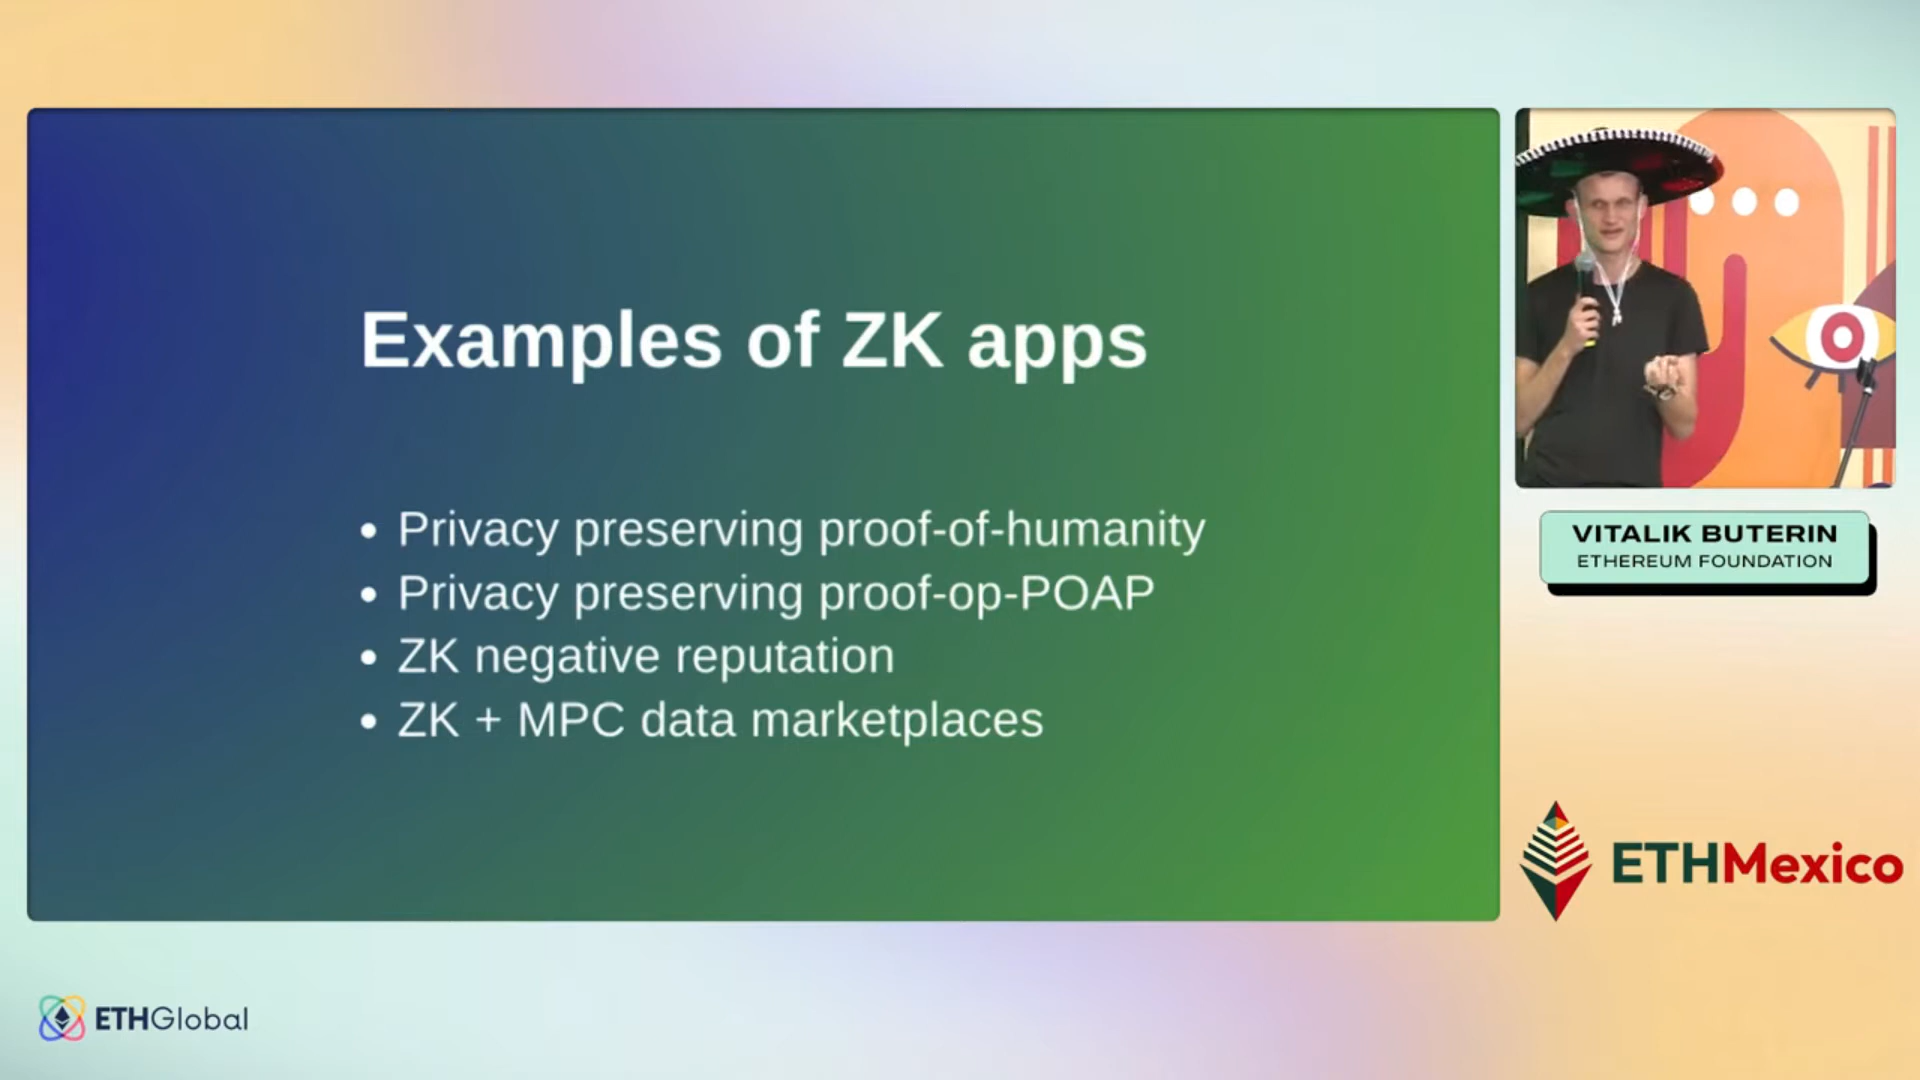 Examples of ZK apps
• Privacy preserving proof-of-humanity
• Privacy preserving proof-op-POAP
• ZK negative reputation
• ZK + MPC data marketplaces
VITALIK BUTERIN
ETHEREUM FOUNDATION
ETHMexico
ETHGlobal